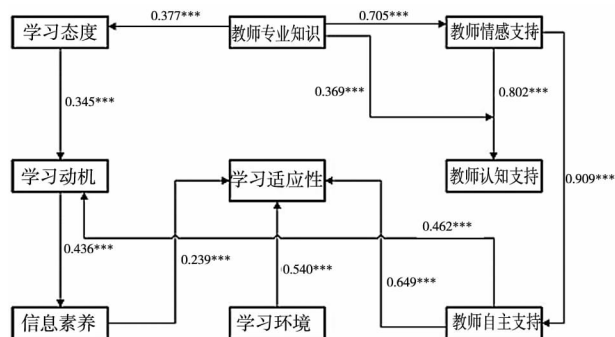 0.377***
0.705***
学习态度
教师专业知识
教师情感支持
0.345***
0.369***
0.802***
学习动机
学习适应性
教师认知支持
0.909***
0.462***
0.436***
0.239***
0.540***
0.649***
信息素养
学习环境
教师自主支持